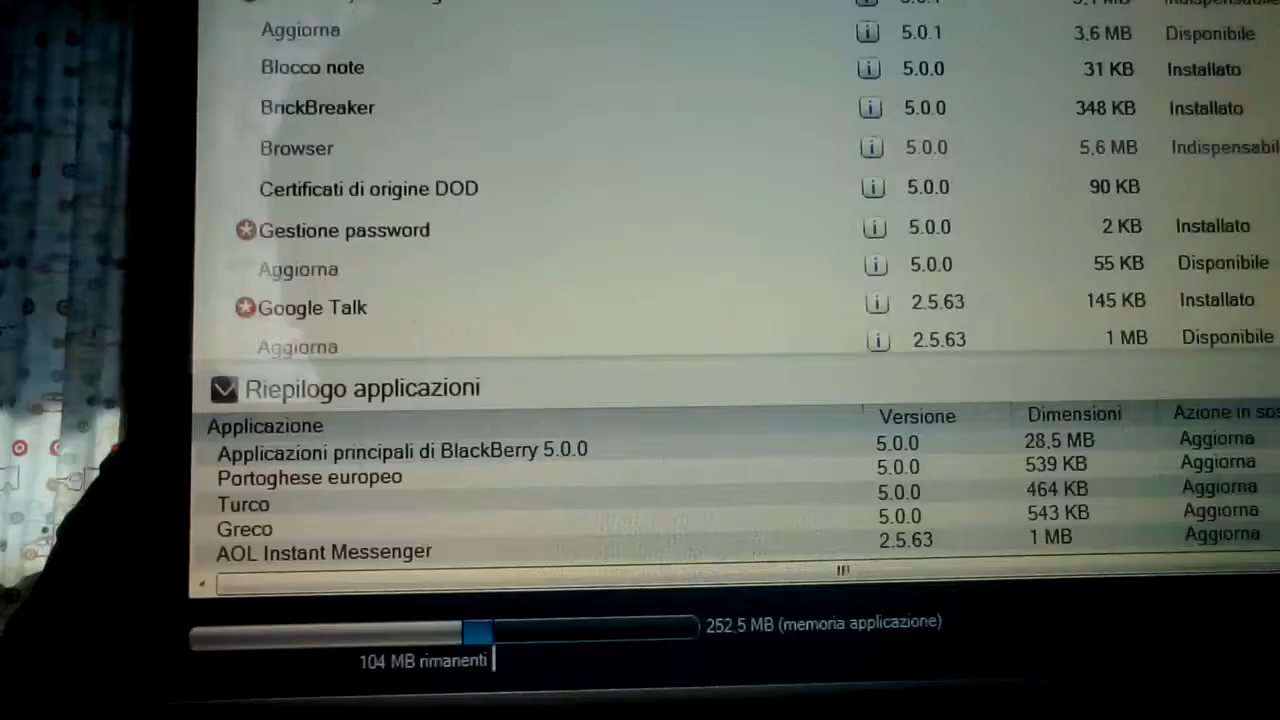 Aggiorna 5.0.1 3,6 MB Disponibile
Blocco note 5.0.0 31 KB Installato
BrickBreaker 5.0.0 348 KB Installato
Browser 5.0.0 5,6 MB Indispensabil
Certificati di origine DOD 5.0.0 90 KB
Gestione password 5.0.0 2 KB Installato
Aggiorna 5.0.0 55 KB Disponibile
Google Talk 2.5.63 145 KB Installato
Aggiorna 2.5.63 1 MB Disponibile
Riepilogo applicazioni
Applicazione Versione Dimensioni Azione in sos
Applicazioni principali di BlackBerry 5.0.0 5.0.0 28,5 MB Aggiorna
Portoghese europeo 5.0.0 539 KB Aggiorna
Turco 5.0.0 464 KB Aggiorna
Greco 5.0.0 543 KB Aggiorna
AOL Instant Messenger 2.5.63 1 MB Aggiorna
252,5 MB (memoria applicazione)
104 MB rimanenti